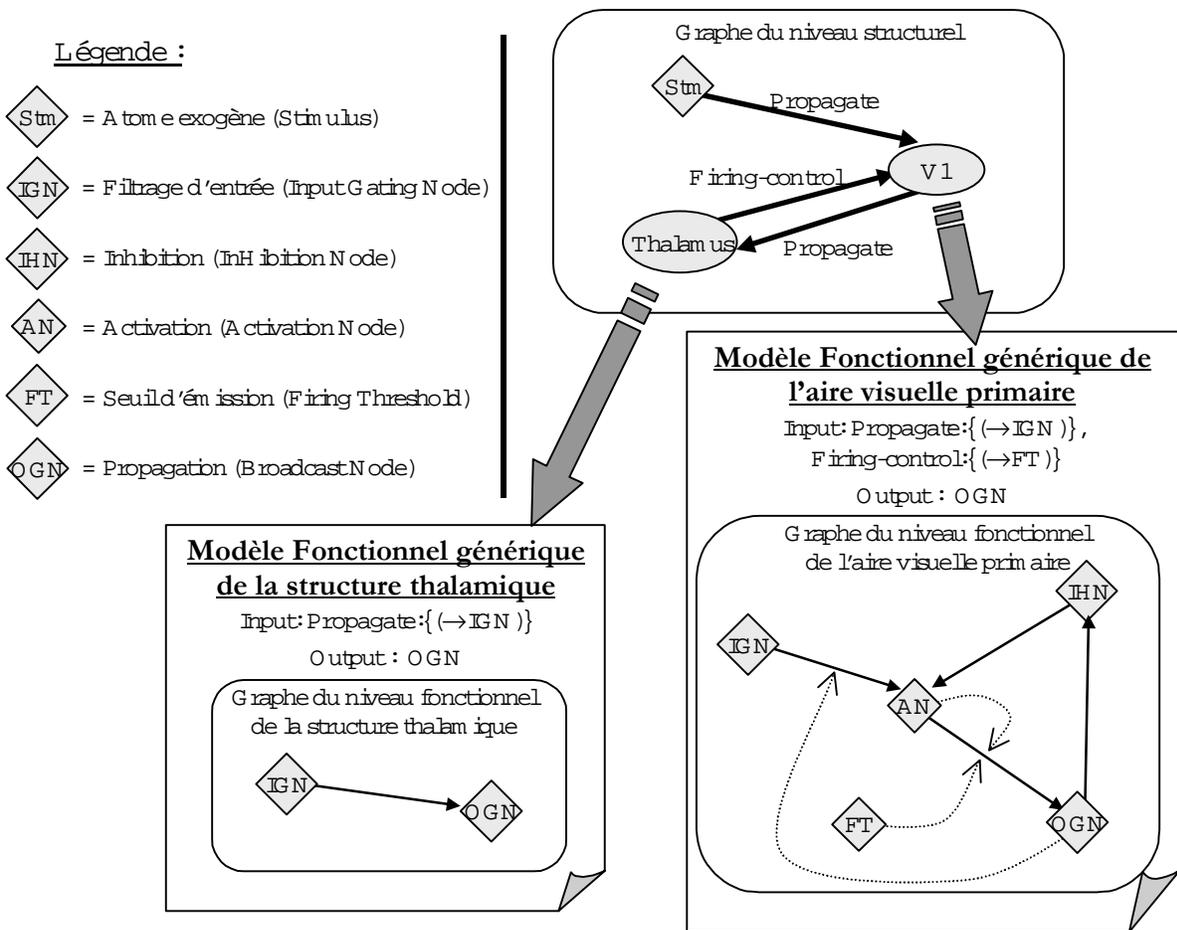 Légende :
Stm = Atome exogène (Stimulus)
IGN = Filtrage d'entrée (Input Gating Node)
IHN = Inhibition (InHibition Node)
AN = Activation (Activation Node)
FT = Seuil d'émission (Firing Threshold)
OGN = Propagation (Broadcast Node)
Graphe du niveau structurel
Stm
Propagate
V1
Firing-control
Thalamus
Propagate
Modèle Fonctionnel générique de
l'aire visuelle primaire
Input: Propagate:{(→IGN)},
Firing-control:{(→FT)}
Output : OGN
Graphe du niveau fonctionnel
de l'aire visuelle primaire
IHN
IGN
AN
FT
OGN
Modèle Fonctionnel générique
de la structure thalamique
Input: Propagate:{(→IGN)}
Output : OGN
Graphe du niveau fonctionnel
de la structure thalamique
IGN
OGN